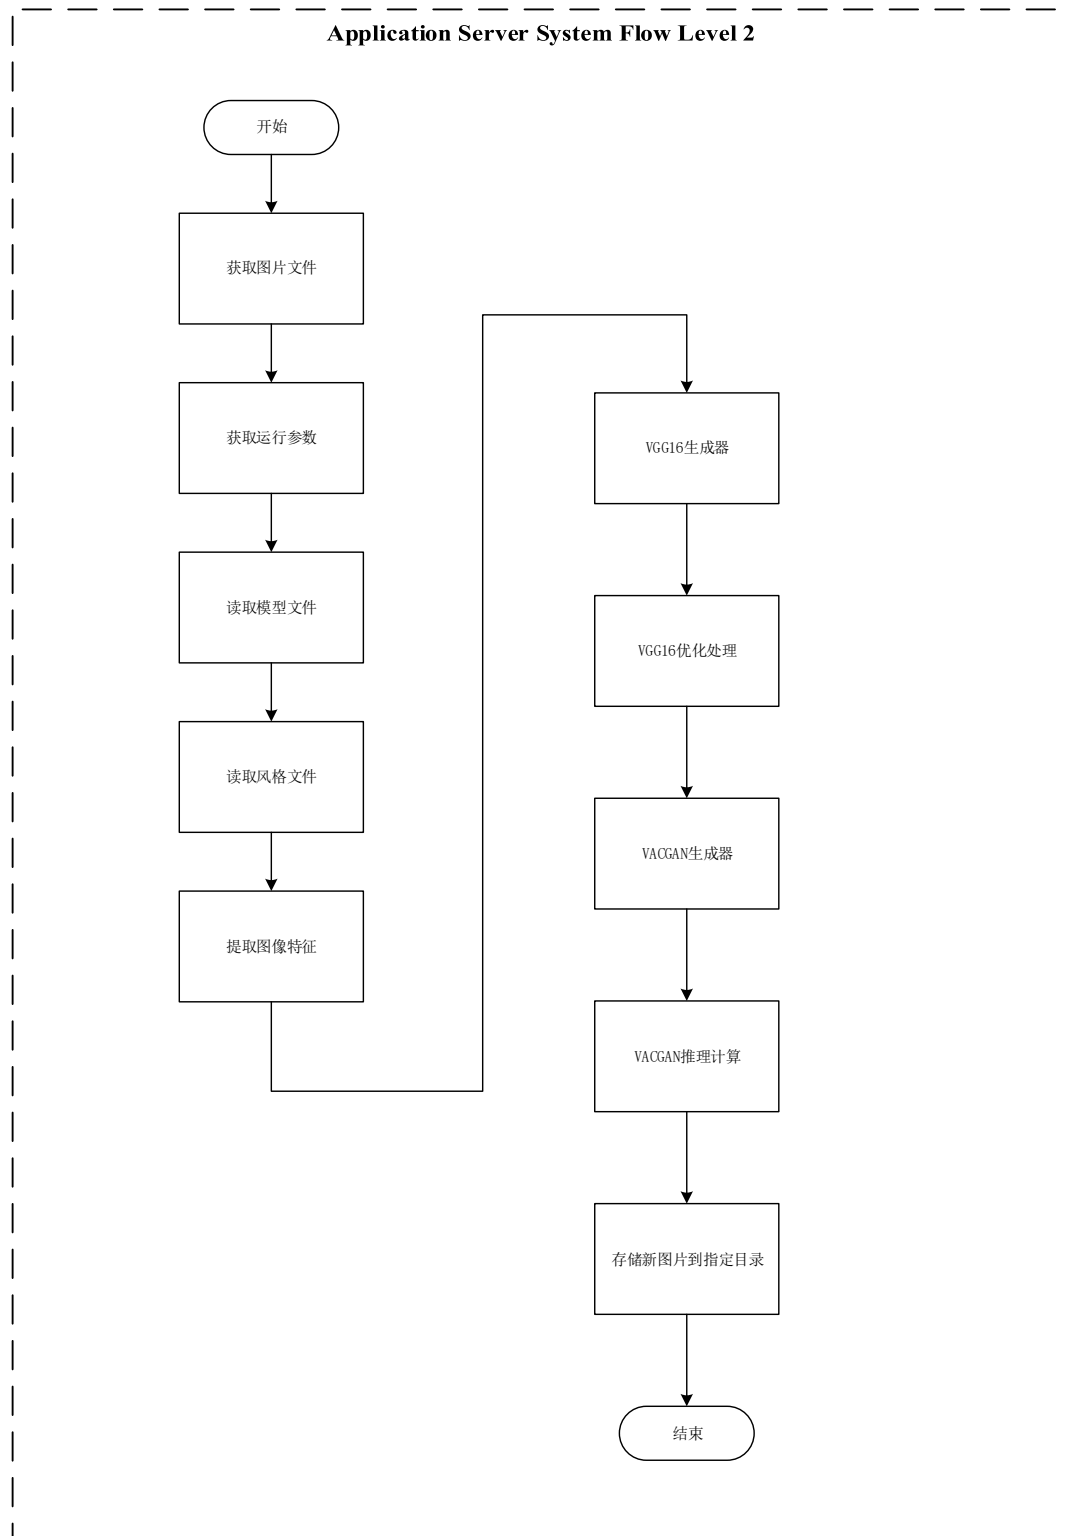 Application Server System Flow Level 2
开始
获取图片文件
获取运行参数
读取模型文件
读取风格文件
提取图像特征
VGG16生成器
VGG16优化处理
VACGAN生成器
VACGAN推理计算
存储新图片到指定目录
结束